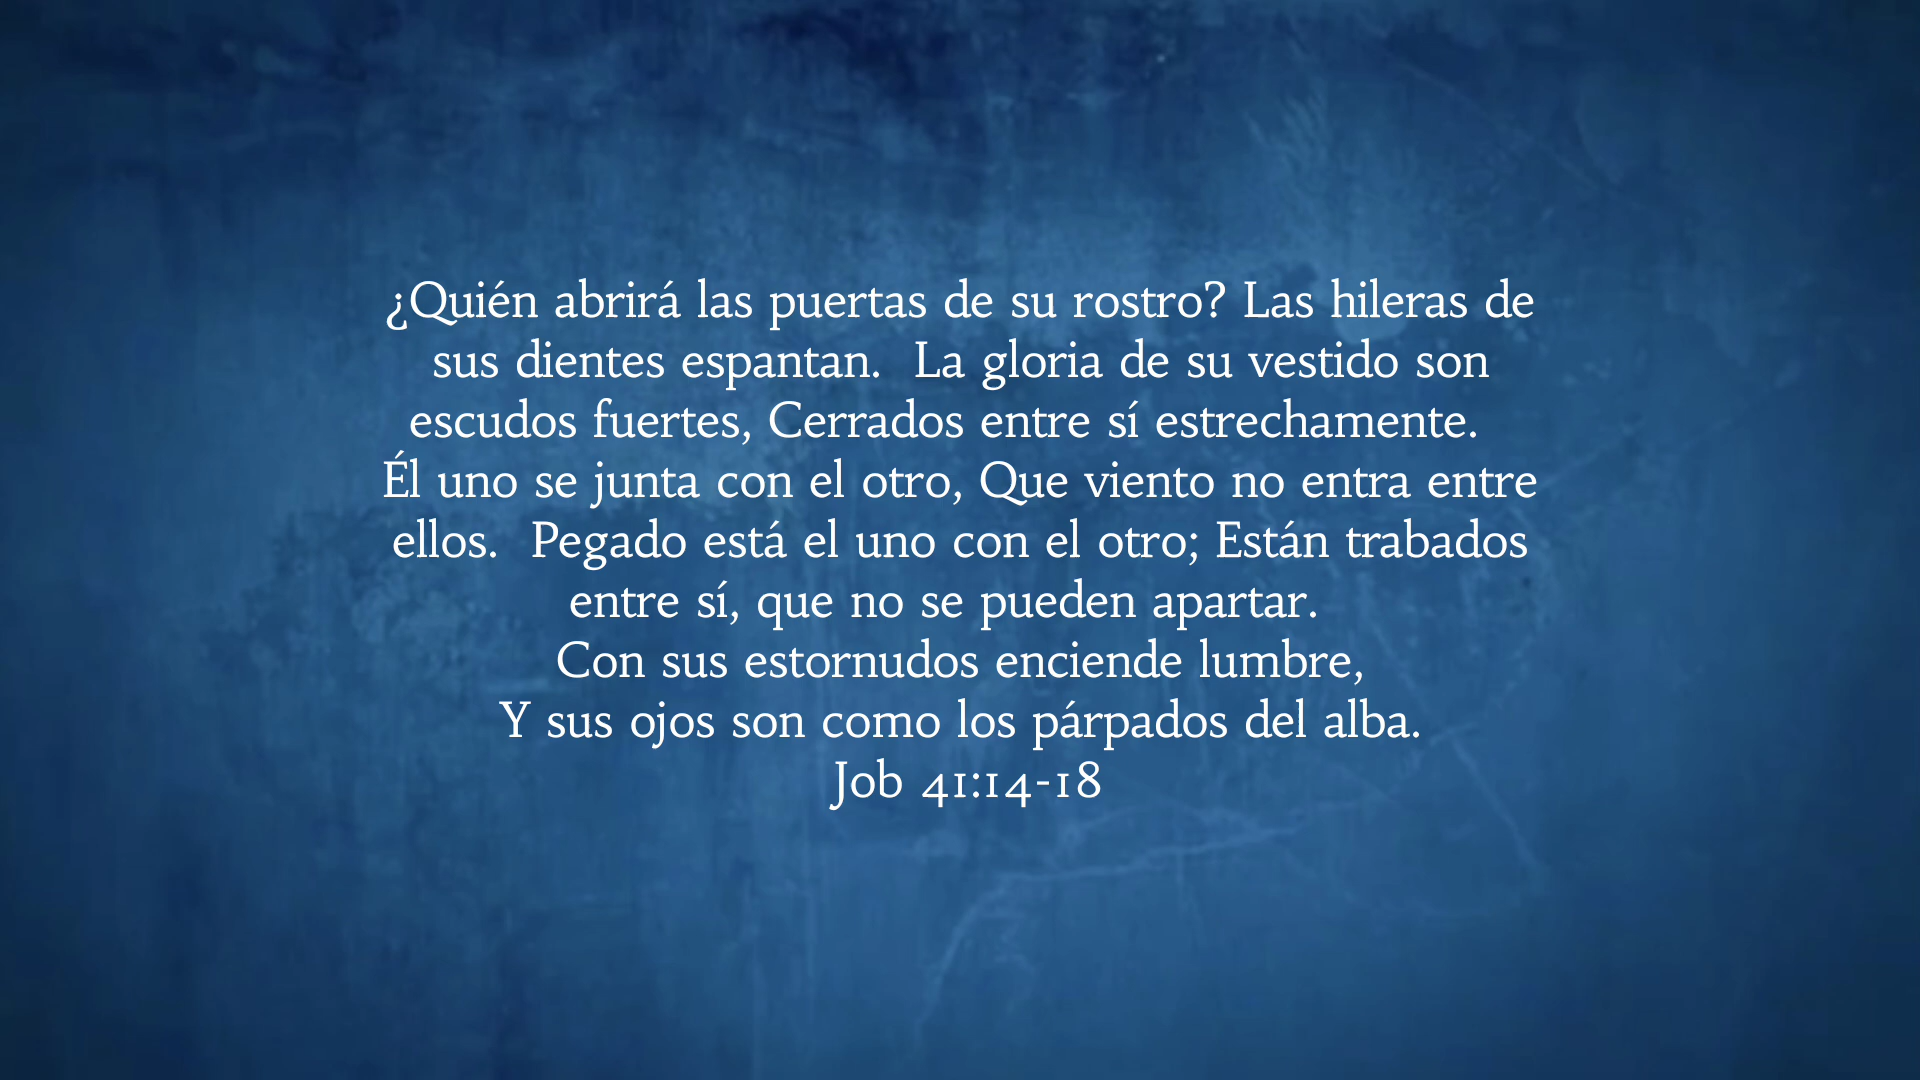 ¿Quién abrirá las puertas de su rostro? Las hileras de
sus dientes espantan.  La gloria de su vestido son
escudos fuertes, Cerrados entre sí estrechamente.
Él uno se junta con el otro, Que viento no entra entre
ellos.  Pegado está el uno con el otro; Están trabados
entre sí, que no se pueden apartar.
Con sus estornudos enciende lumbre,
Y sus ojos son como los párpados del alba.
Job 41:14-18